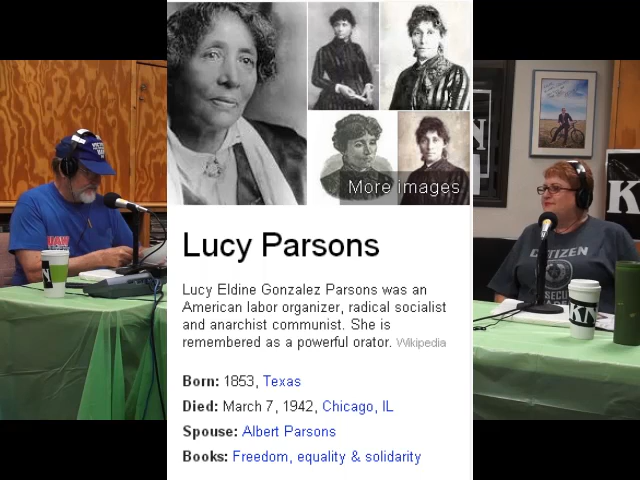 More images
Lucy Parsons
Lucy Eldine Gonzalez Parsons was an
American labor organizer, radical socialist
and anarchist communist. She is
remembered as a powerful orator. Wikipedia
Born: 1853, Texas
Died: March 7, 1942, Chicago, IL
Spouse: Albert Parsons
Books: Freedom, equality & solidarity
CITIZEN
KN
N
K